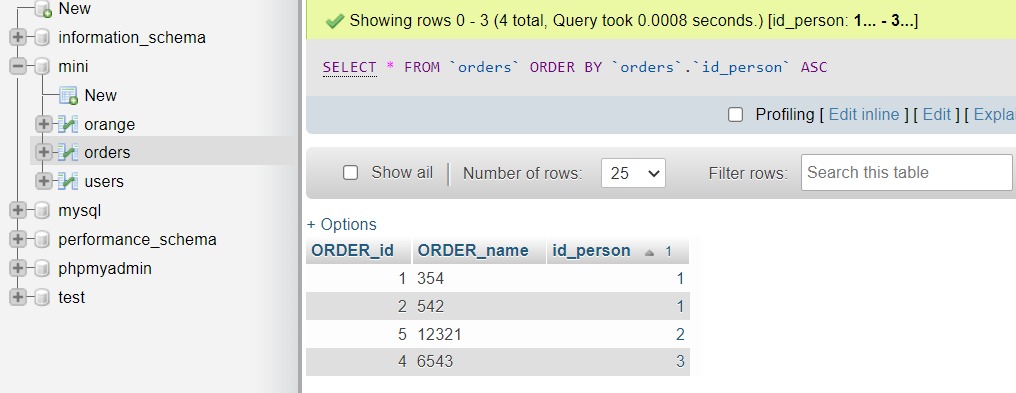 New
information_schema
mini
New
orange
orders
users
mysql
performance_schema
phpmyadmin
test
Showing rows 0 - 3 (4 total, Query took 0.0008 seconds.) [id_person: 1... - 3...]
SELECT * FROM `orders` ORDER BY `orders`.`id_person` ASC
Profiling [ Edit inline ] [ Edit ] [ Explai
Show all Number of rows: 25 Filter rows: Search this table
+ Options
ORDER_id ORDER_name id_person 1
1 354 1
2 542 1
5 12321 2
4 6543 3